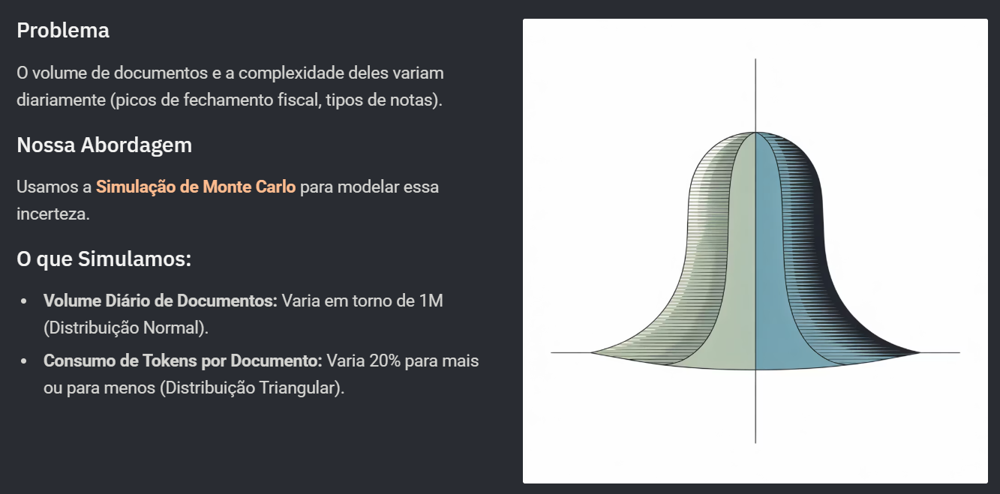 Problema
O volume de documentos e a complexidade deles variam
diariamente (picos de fechamento fiscal, tipos de notas).
Nossa Abordagem
Usamos a Simulação de Monte Carlo para modelar essa
incerteza.
O que Simulamos:
• Volume Diário de Documentos: Varia em torno de 1M
(Distribuição Normal).
• Consumo de Tokens por Documento: Varia 20% para mais
ou para menos (Distribuição Triangular).